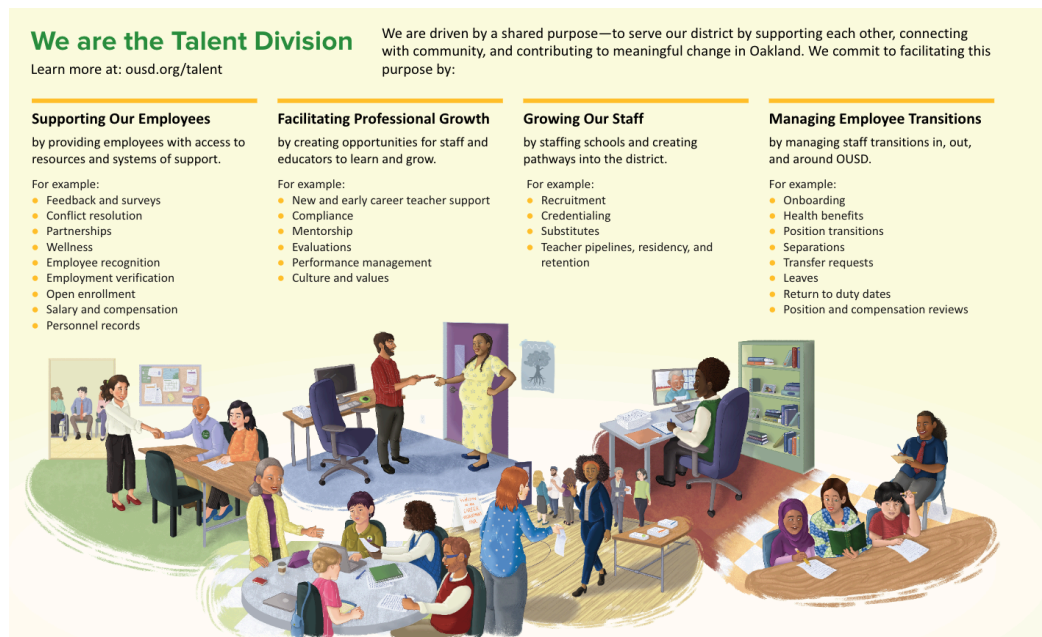 We are the Talent Division
Learn more at: ousd.org/talent
We are driven by a shared purpose—to serve our district by supporting each other, connecting
with community, and contributing to meaningful change in Oakland. We commit to facilitating this
purpose by:
Supporting Our Employees
by providing employees with access to
resources and systems of support.
For example:
Feedback and surveys
Conflict resolution
Partnerships
Wellness
Employee recognition
Employment verification
Open enrollment
Salary and compensation
Personnel records
Facilitating Professional Growth
by creating opportunities for staff and
educators to learn and grow.
For example:
New and early career teacher support
Compliance
Mentorship
Evaluations
Performance management
Culture and values
Growing Our Staff
by staffing schools and creating
pathways into the district.
For example:
Recruitment
Credentialing
Substitutes
Teacher pipelines, residency, and
retention
Managing Employee Transitions
by managing staff transitions in, out,
and around OUSD.
For example:
Onboarding
Health benefits
Position transitions
Separations
Transfer requests
Leaves
Return to duty dates
Position and compensation reviews